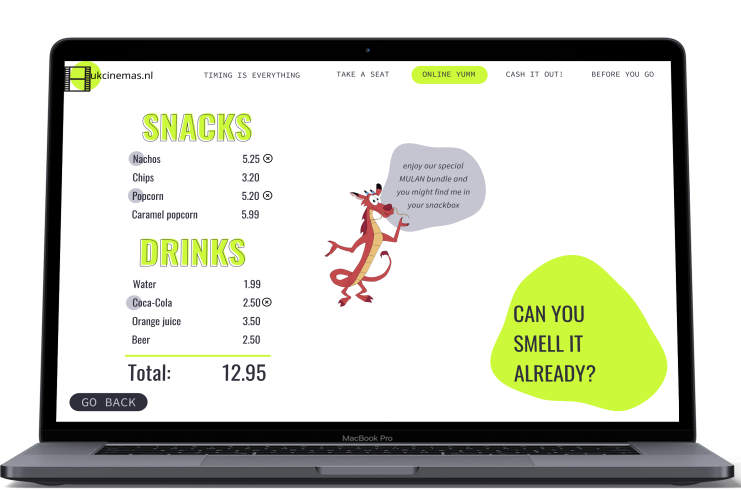 ukcinemas.nl
TIMING IS EVERYTHING
TAKE A SEAT
ONLINE YUMM
CASH IT OUT!
BEFORE YOU GO
SNACKS
Nachos 5.25
Chips 3.20
Popcorn 5.20
Caramel popcorn 5.99
DRINKS
Water 1.99
Coca-Cola 2.50
Orange juice 3.50
Beer 2.50
Total: 12.95
GO BACK
enjoy our special
MULAN bundle and
you might find me in
your snackbox
CAN YOU
SMELL IT
ALREADY?
MacBook Pro